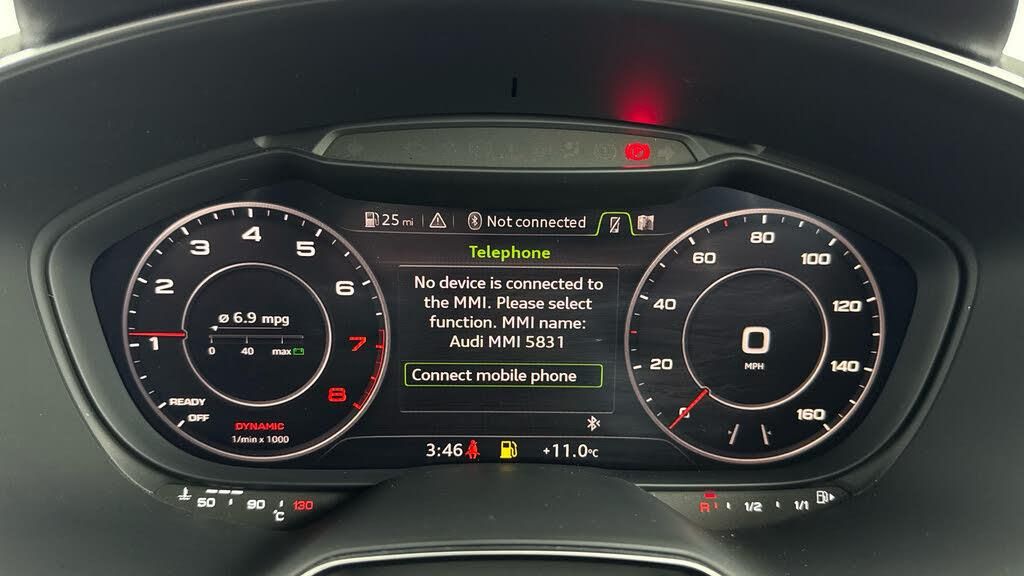 25 mi
Not connected
Telephone
No device is connected to
the MMI. Please select
function. MMI name:
Audi MMI 5831
Connect mobile phone
1
2
3
4
5
6
7
8
ø 6.9 mpg
0 40 max
READY
OFF
DYNAMIC
1/min x 1000
0
20
40
60
80
100
120
140
160
0
MPH
3:46
+11.0°C
50 90 130
°C
R 1/2 1/1